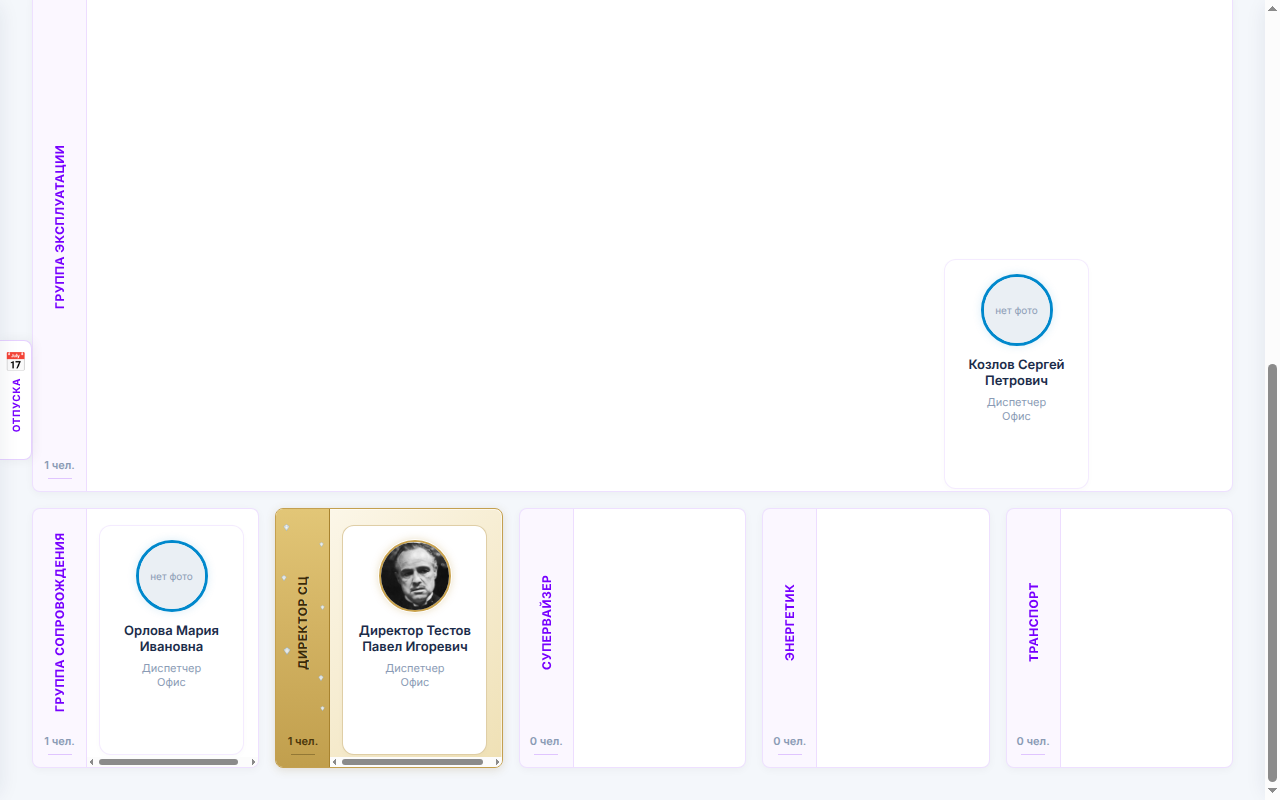 ГРУППА ЭКСПЛУАТАЦИИ
1 чел.
17
ОТПУСКА
нет фото
Козлов Сергей
Петрович
Диспетчер
Офис
ГРУППА СОПРОВОЖДЕНИЯ
1 чел.
нет фото
Орлова Мария
Ивановна
Диспетчер
Офис
ДИРЕКТОР СЦ
1 чел.
Директор Тестов
Павел Игоревич
Диспетчер
Офис
СУПЕРВАЙЗЕР
0 чел.
ЭНЕРГЕТИК
0 чел.
ТРАНСПОРТ
0 чел.